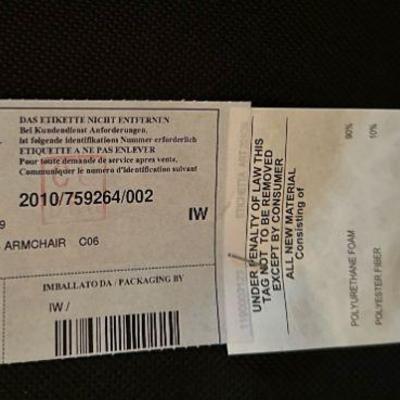 DAS ETIKETTE NICHT ENTFERNEN
Bei Kundendienst Anforderungen,
ist folgende Identifikations Nummer erforderlich
ETIQUETTE A NE PAS ENLEVER
Pour toute demande de service apres vente,
Communiquer le numero d'identification suivant
2010/759264/002
IW
9
ARMCHAIR C06
IMBALLATO DA / PACKAGING BY
IW /
UNDER PENALTY OF LAW THIS
TAG NOT TO BE REMOVED
EXCEPT BY CONSUMER
ALL NEW MATERIAL
Consisting of
POLYURETHANE FOAM 90%
POLYESTER FIBER 10%